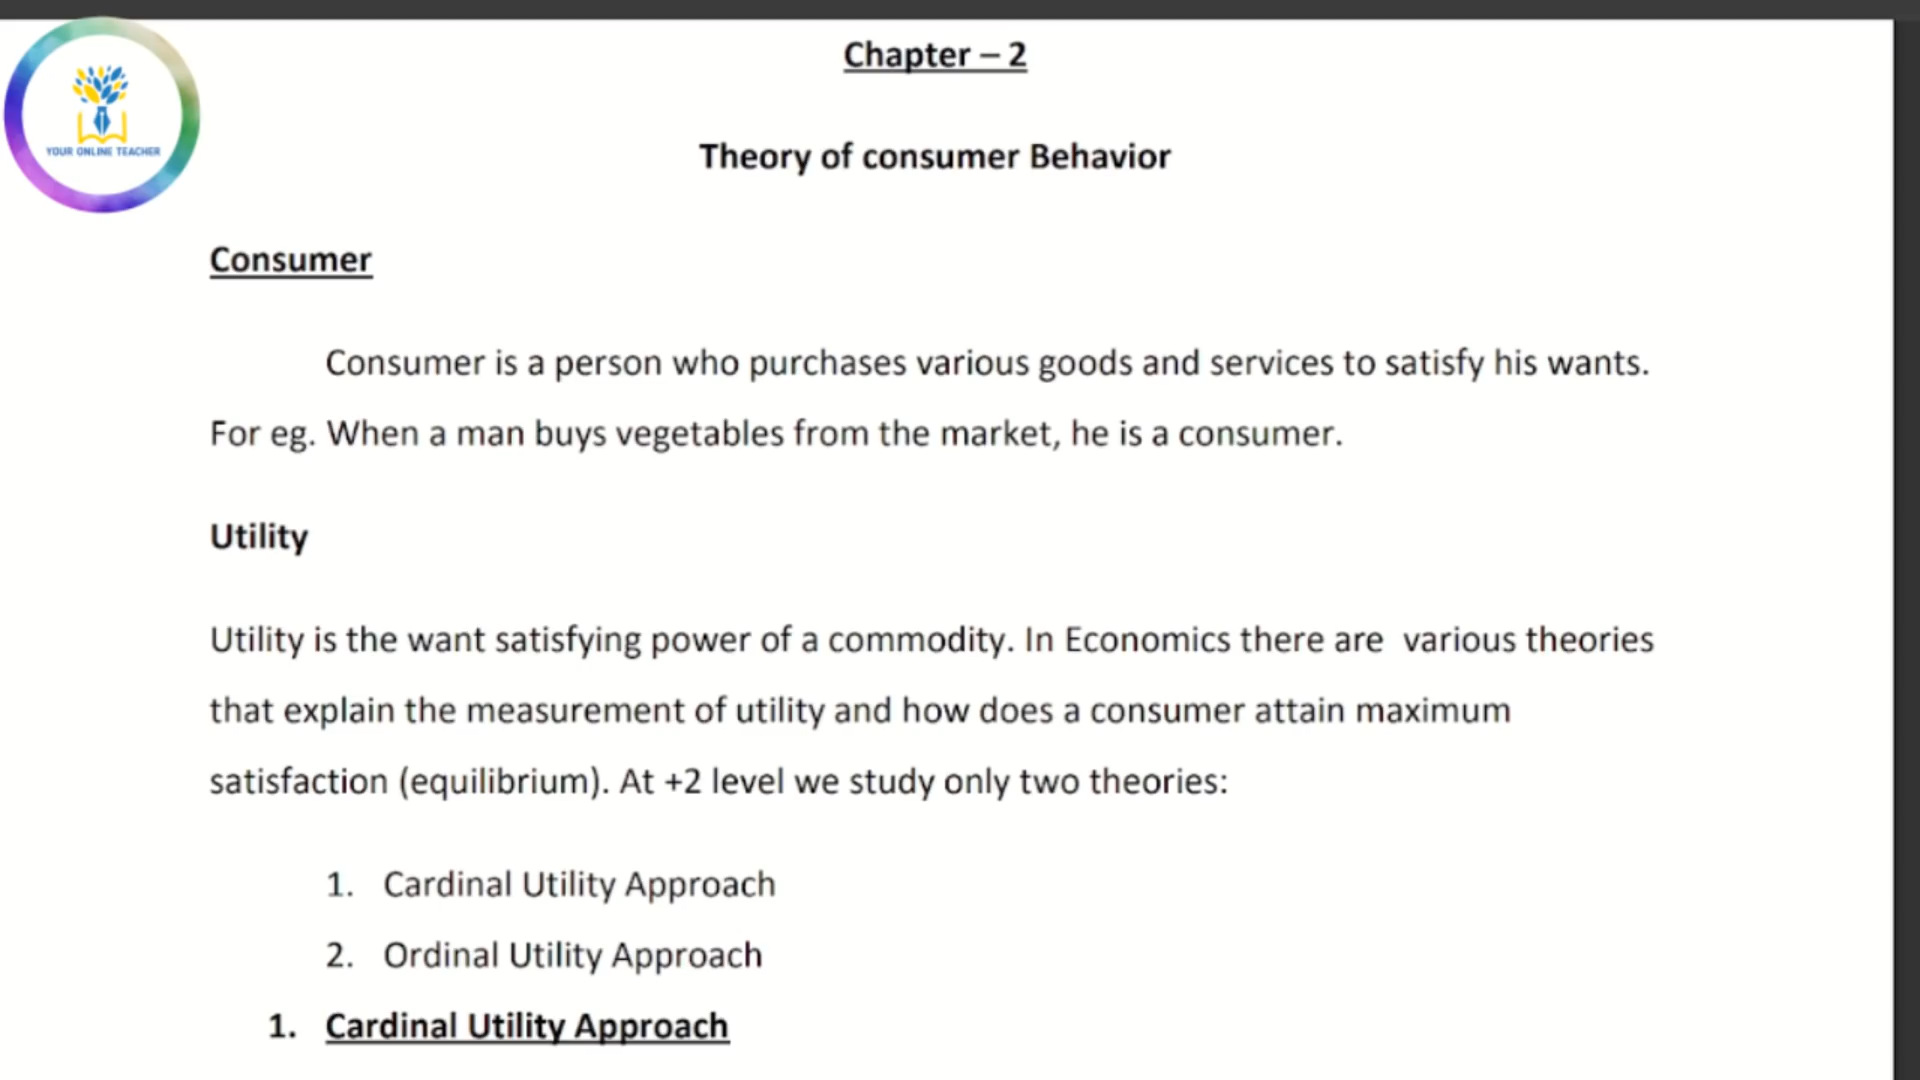 Chapter – 2
YOUR ONLINE TEACHER
Theory of consumer Behavior
Consumer
Consumer is a person who purchases various goods and services to satisfy his wants.
For eg. When a man buys vegetables from the market, he is a consumer.
Utility
Utility is the want satisfying power of a commodity. In Economics there are  various theories
that explain the measurement of utility and how does a consumer attain maximum
satisfaction (equilibrium). At +2 level we study only two theories:
1. Cardinal Utility Approach
2. Ordinal Utility Approach
1. Cardinal Utility Approach